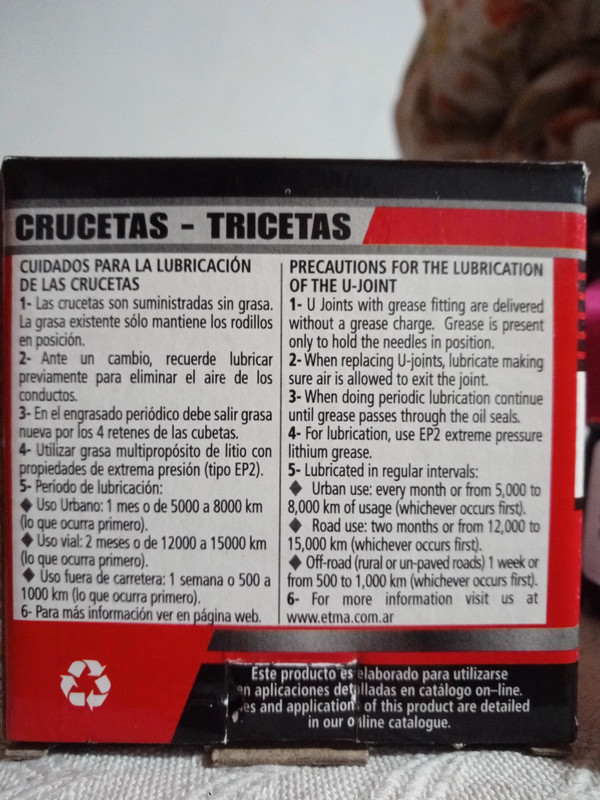 CRUCETAS - TRICETAS
CUIDADOS PARA LA LUBRICACIÓN
DE LAS CRUCETAS
1- Las crucetas son suministradas sin grasa.
La grasa existente sólo mantiene los rodillos
en posición.
2- Ante un cambio, recuerde lubricar
previamente para eliminar el aire de los
conductos.
3- En el engrasado periódico debe salir grasa
nueva por los 4 retenes de las cubetas.
4- Utilizar grasa multipropósito de litio con
propiedades de extrema presión (tipo EP2).
5- Periodo de lubricación:
◆ Uso Urbano: 1 mes o de 5000 a 8000 km
(lo que ocurra primero).
◆ Uso vial: 2 meses o de 12000 a 15000 km
(lo que ocurra primero).
◆ Uso fuera de carretera: 1 semana o 500 a
1000 km (lo que ocurra primero).
6- Para más información ver en página web.
PRECAUTIONS FOR THE LUBRICATION
OF THE U-JOINT
1- U Joints with grease fitting are delivered
without a grease charge. Grease is present
only to hold the needles in position.
2- When replacing U-joints, lubricate making
sure air is allowed to exit the joint.
3- When doing periodic lubrication continue
until grease passes through the oil seals.
4- For lubrication, use EP2 extreme pressure
lithium grease.
5- Lubricated in regular intervals:
◆ Urban use: every month or from 5,000 to
8,000 km of usage (whichever occurs first).
◆ Road use: two months or from 12,000 to
15,000 km (whichever occurs first).
◆ Off-road (rural or un-paved roads) 1 week or
from 500 to 1,000 km (whichever occurs first).
6- For more information visit us at
www.etma.com.ar
Este producto es elaborado para utilizarse
en aplicaciones detalladas en catálogo on-line.
and application of this product are detailed
in our online catalogue.